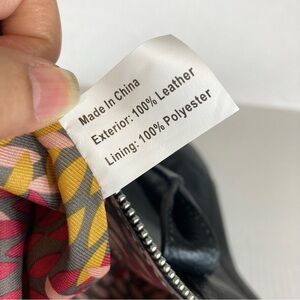 Made In China
Exterior: 100% Leather
Lining: 100% Polyester